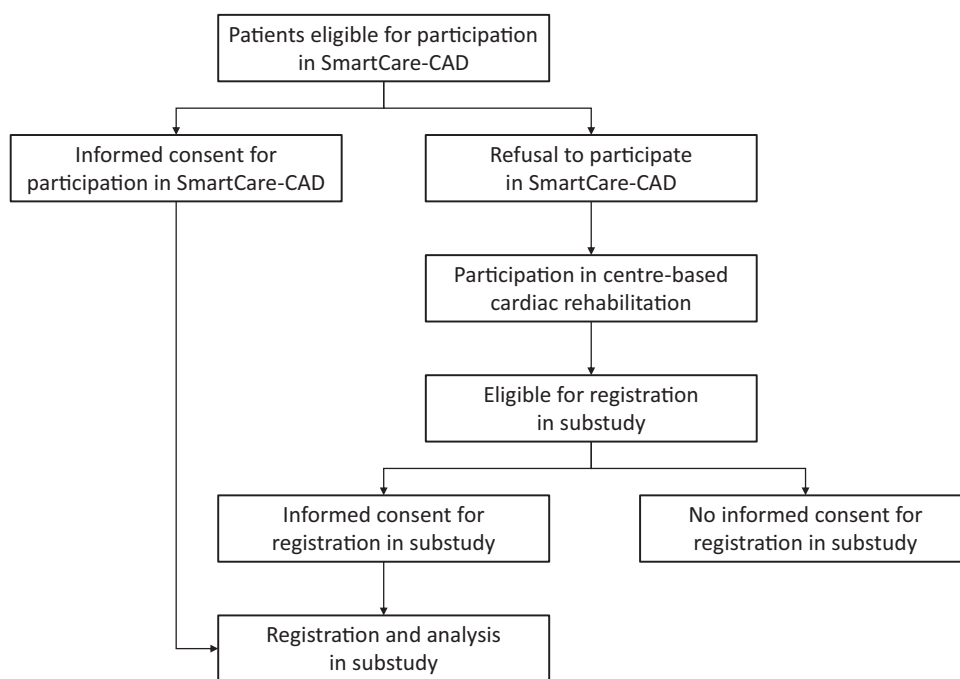 Patients eligible for participation
in SmartCare-CAD
Informed consent for
participation in SmartCare-CAD
Refusal to participate
in SmartCare-CAD
Participation in centre-based
cardiac rehabilitation
Eligible for registration
in substudy
Informed consent for
registration in substudy
No informed consent for
registration in substudy
Registration and analysis
in substudy